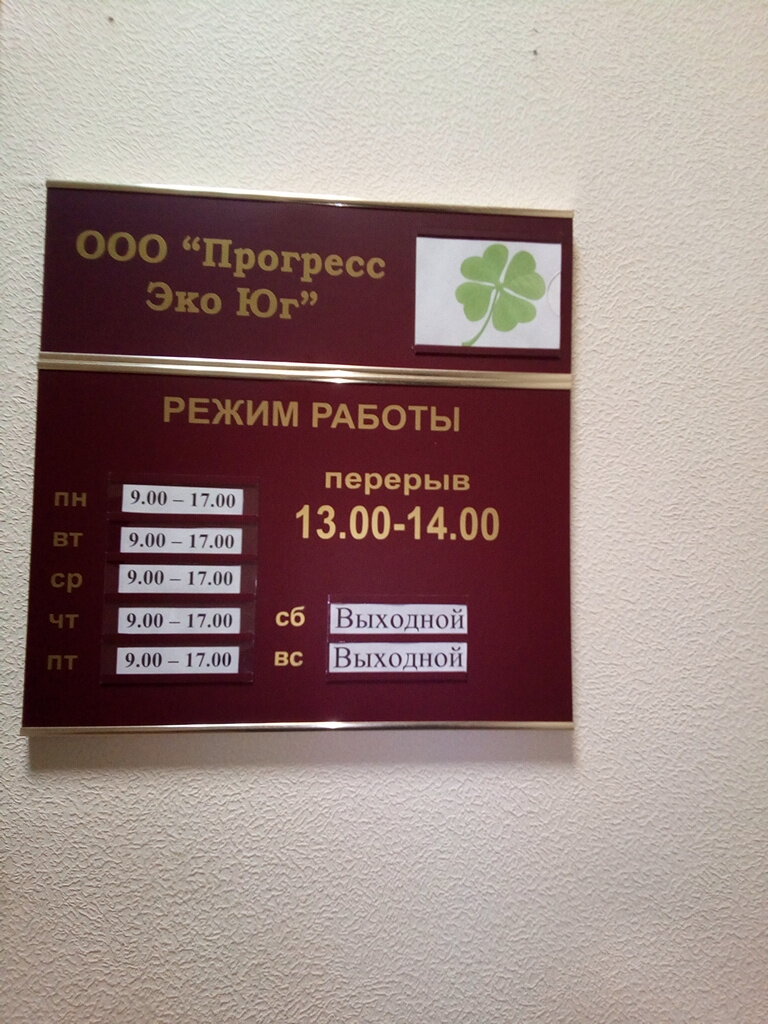 ООО “Прогресс
Эко Юг”
РЕЖИМ РАБОТЫ
перерыв
13.00-14.00
пн 9.00 – 17.00
вт 9.00 – 17.00
ср 9.00 – 17.00
чт 9.00 – 17.00
пт 9.00 – 17.00
сб Выходной
вс Выходной